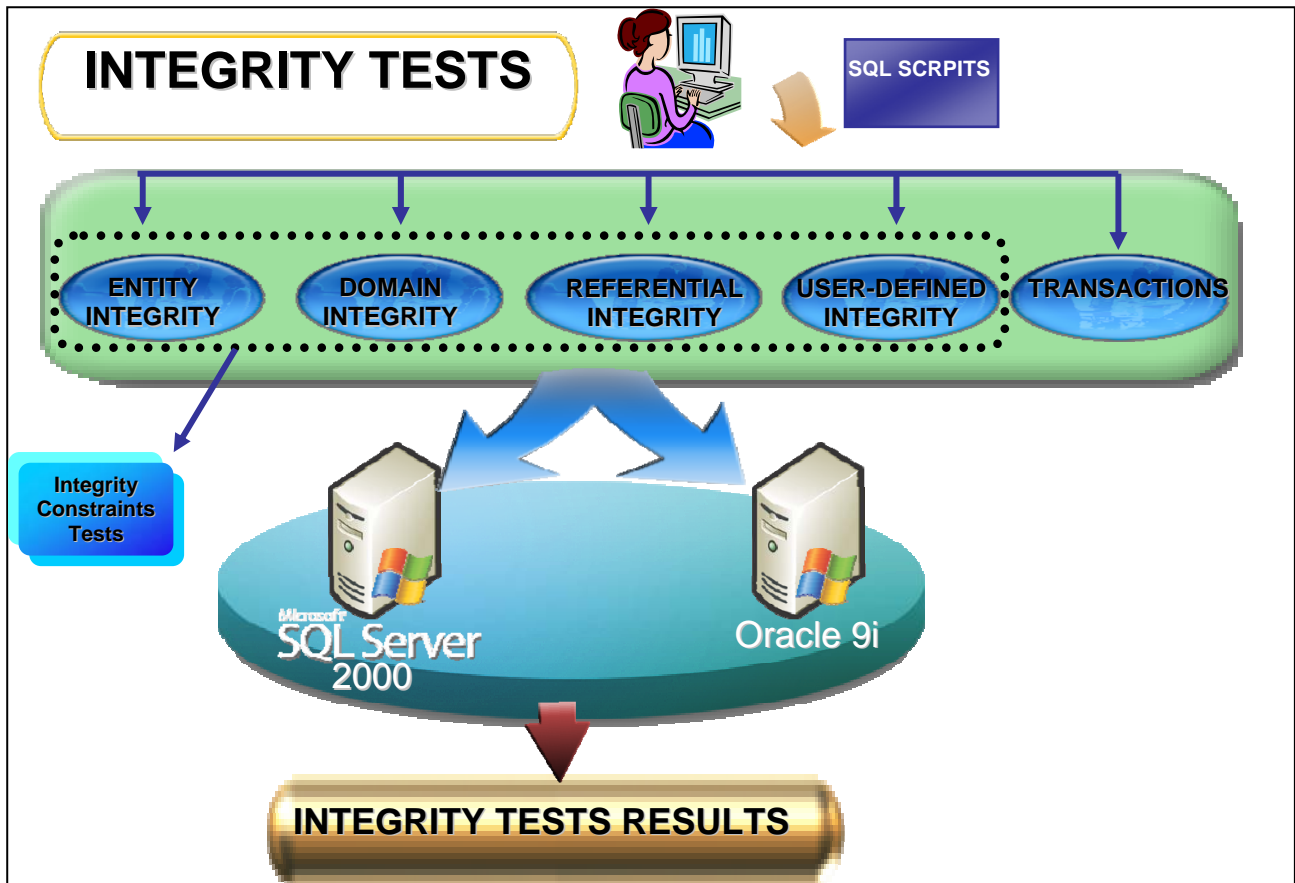 INTEGRITY TESTS
SQL SCRPITS
ENTITY
INTEGRITY
DOMAIN
INTEGRITY
REFERENTIAL
INTEGRITY
USER-DEFINED
INTEGRITY
TRANSACTIONS
Integrity
Constraints
Tests
Microsoft
SQL Server
2000
Oracle 9i
INTEGRITY TESTS RESULTS